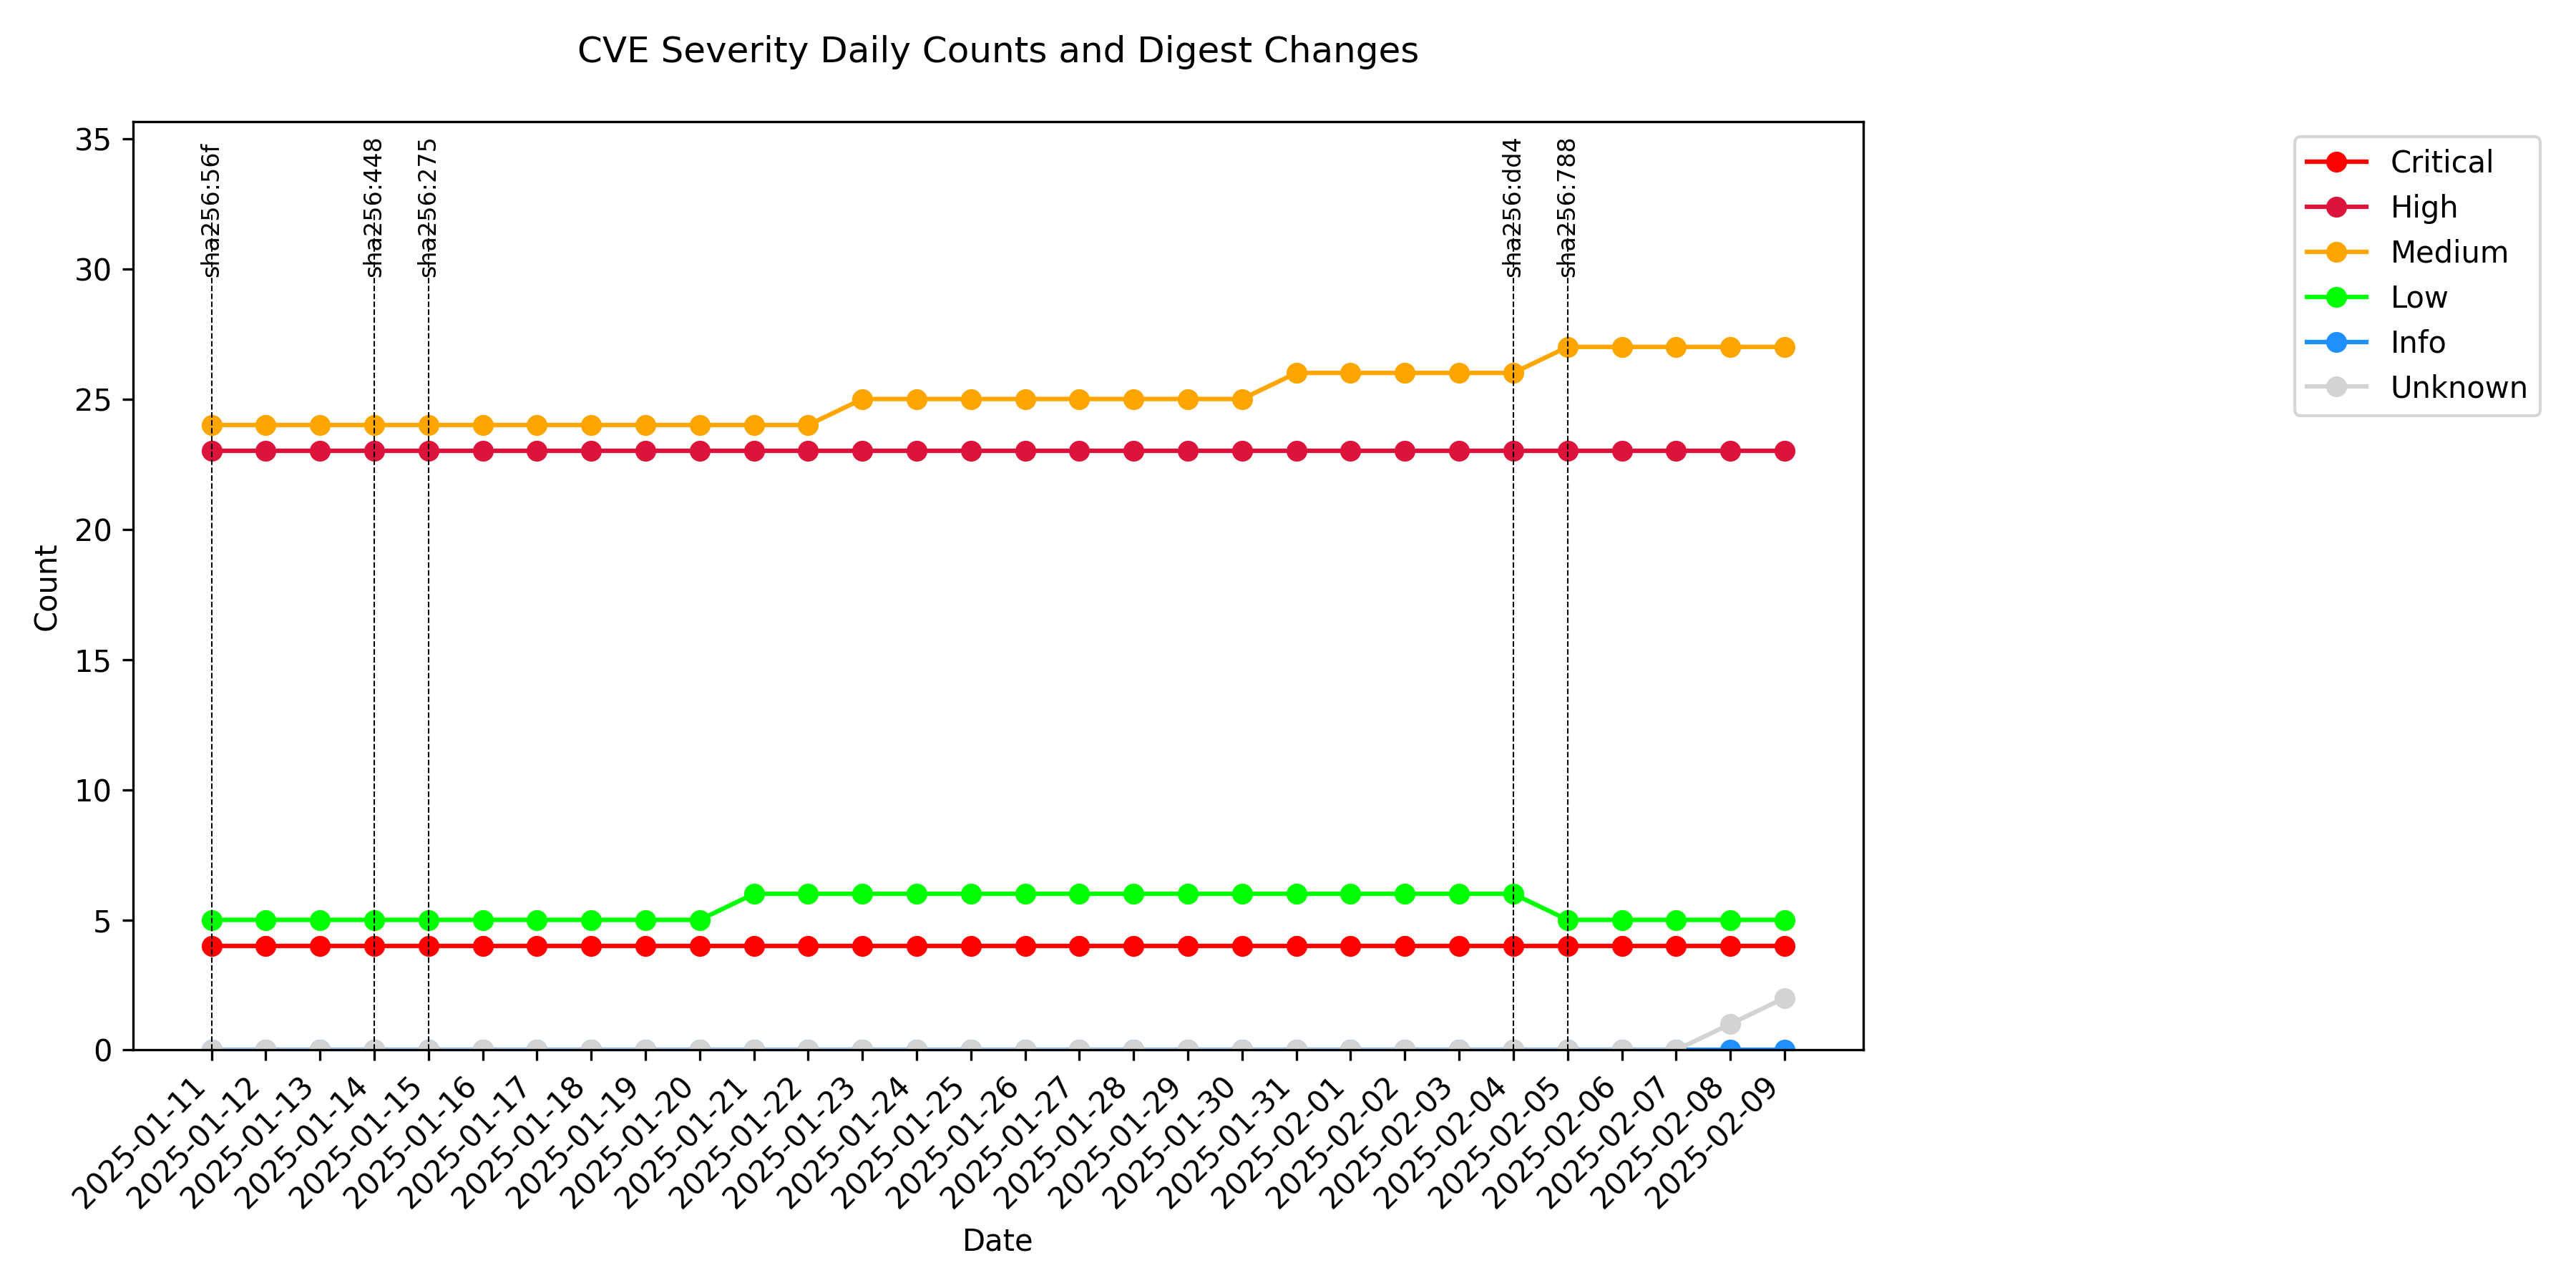 CVE Severity Daily Counts and Digest Changes
35
30
25
20
15
10
5
0
Count
sha256:56f
sha256:448
sha256:275
sha256:dd4
sha256:788
Critical
High
Medium
Low
Info
Unknown
2025-01-11
2025-01-12
2025-01-13
2025-01-14
2025-01-15
2025-01-16
2025-01-17
2025-01-18
2025-01-19
2025-01-20
2025-01-21
2025-01-22
2025-01-23
2025-01-24
2025-01-25
2025-01-26
2025-01-27
2025-01-28
2025-01-29
2025-01-30
2025-01-31
2025-02-01
2025-02-02
2025-02-03
2025-02-04
2025-02-05
2025-02-06
2025-02-07
2025-02-08
2025-02-09
Date